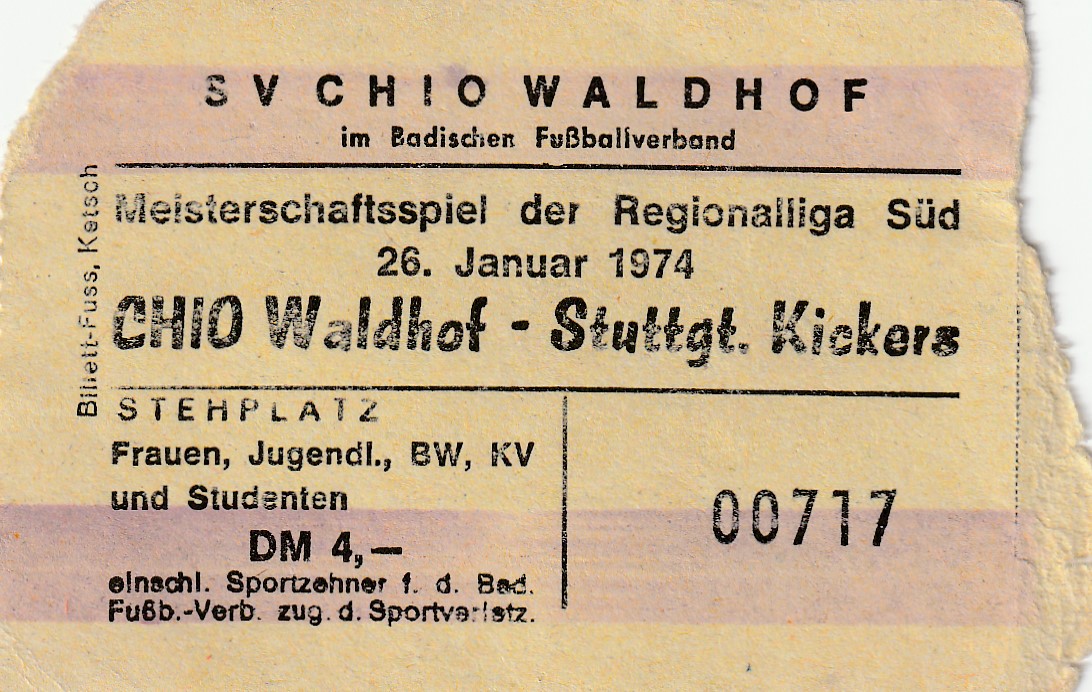 SV CHIO WALDHOF
im Badischen Fußballverband
Meisterschaftsspiel der Regionalliga Süd
26. Januar 1974
CHIO Waldhof - Stuttgt. Kickers
STEHPLATZ
Frauen, Jugendl., BW, KV
und Studenten
DM 4,—
einschl. Sportzehner f. d. Bad.
Fußb.-Verb. zug. d. Sportverletz.
00717
Billett-Fuss, Ketsch